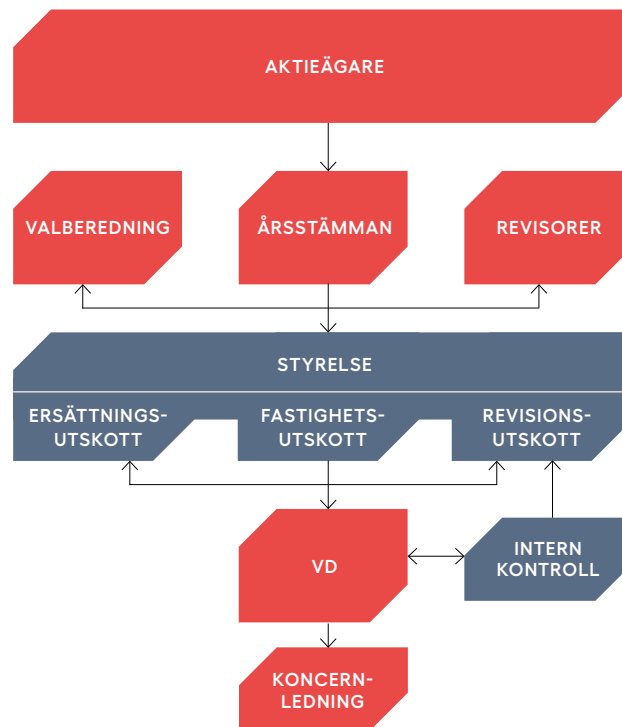 AKTIEÄGARE
VALBEREDNING
ÅRSSTÄMMAN
REVISORER
STYRELSE
ERSÄTTNINGS-
UTSKOTT
FASTIGHETS-
UTSKOTT
REVISIONS-
UTSKOTT
VD
INTERN
KONTROLL
KONCERN-
LEDNING